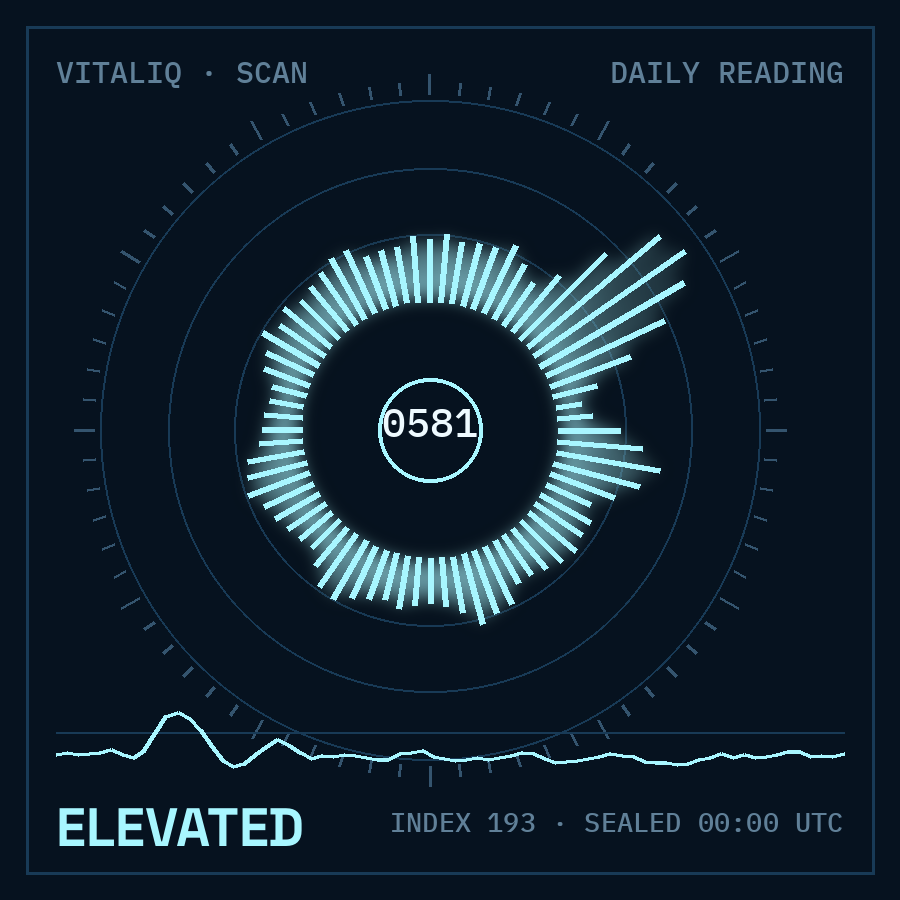 VITALIQ · SCAN
DAILY READING
0581
ELEVATED
INDEX 193 · SEALED 00:00 UTC